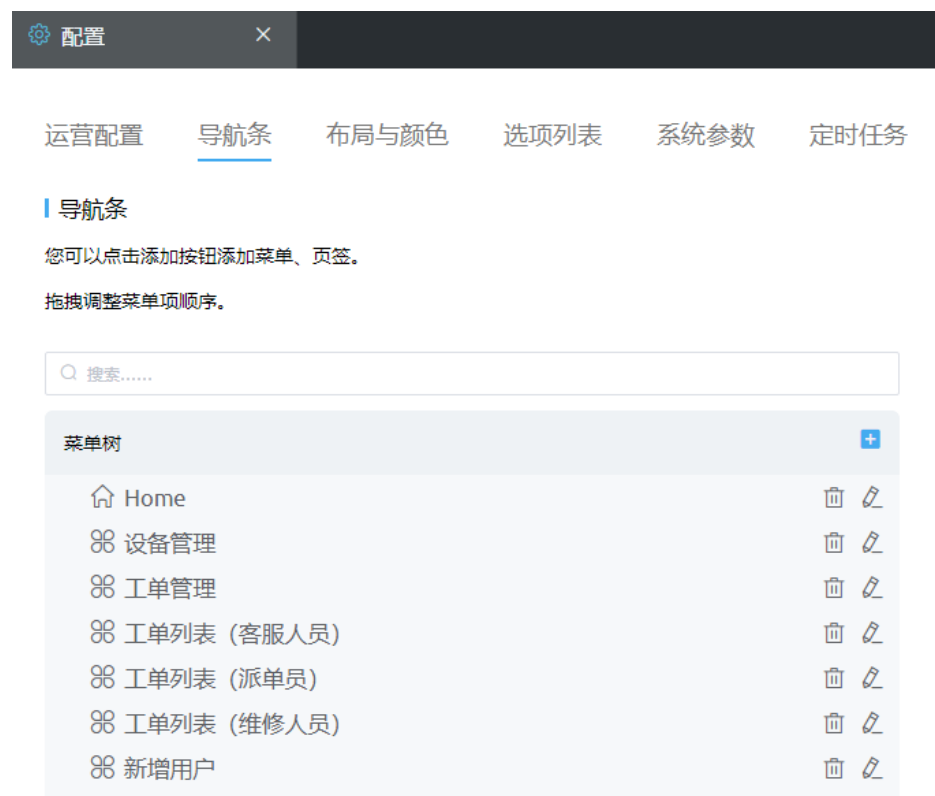 配置
运营配置 导航条 布局与颜色 选项列表 系统参数 定时任务
导航条
您可以点击添加按钮添加菜单、页签。
拖拽调整菜单项顺序。
搜索......
菜单树
Home
设备管理
工单管理
工单列表（客服人员）
工单列表（派单员）
工单列表（维修人员）
新增用户